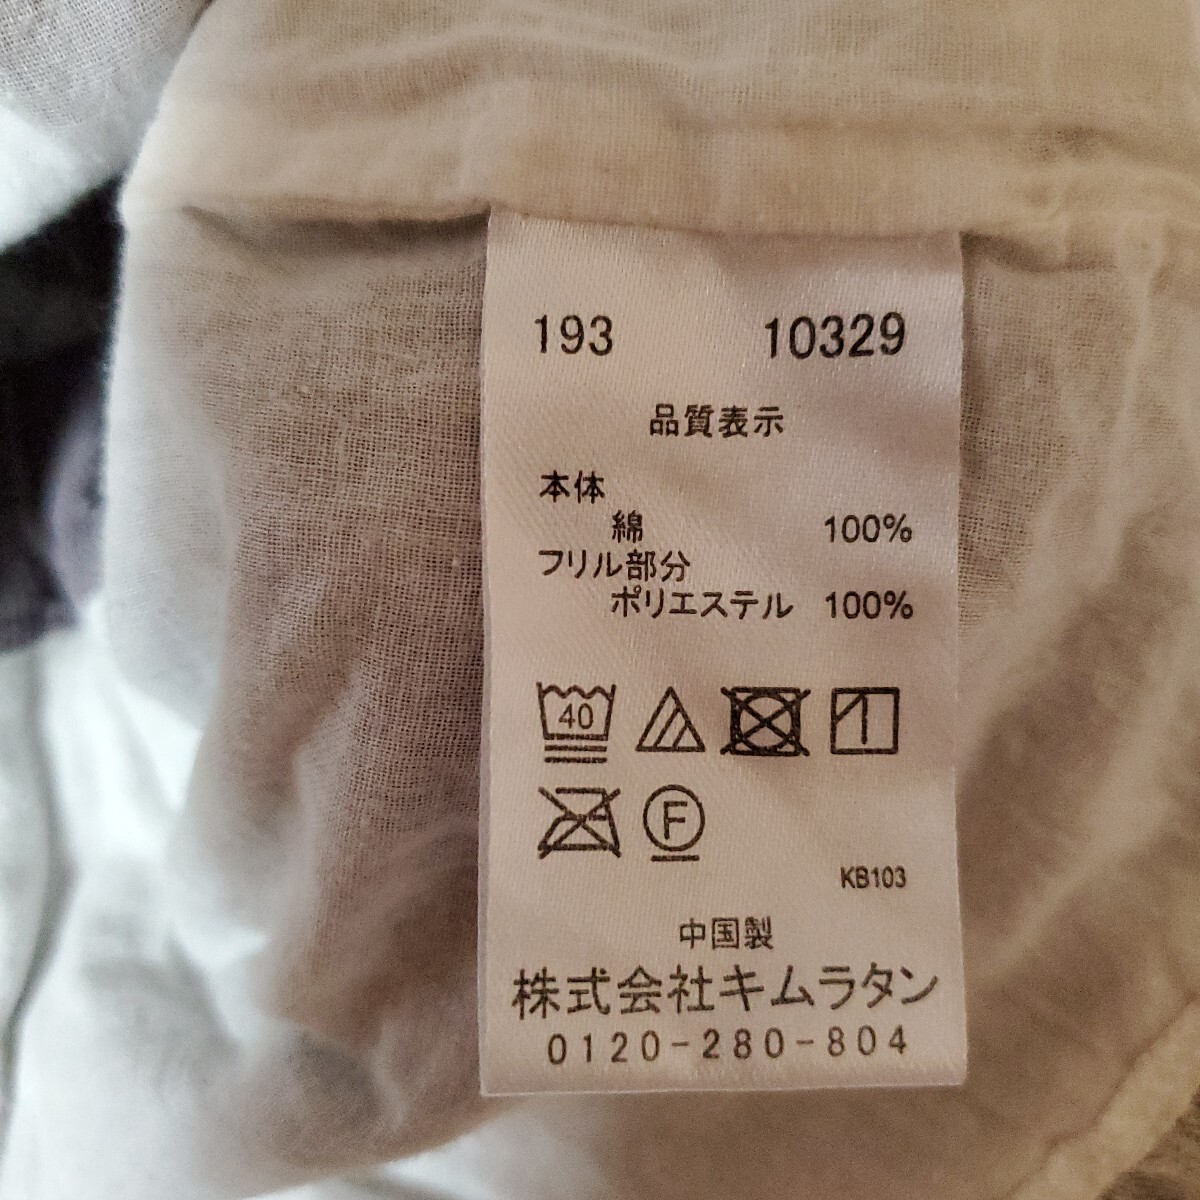 193 10329
品質表示
本体
綿 100%
フリル部分
ポリエステル 100%
40
F
KB103
中国製
株式会社キムラタン
0120-280-804